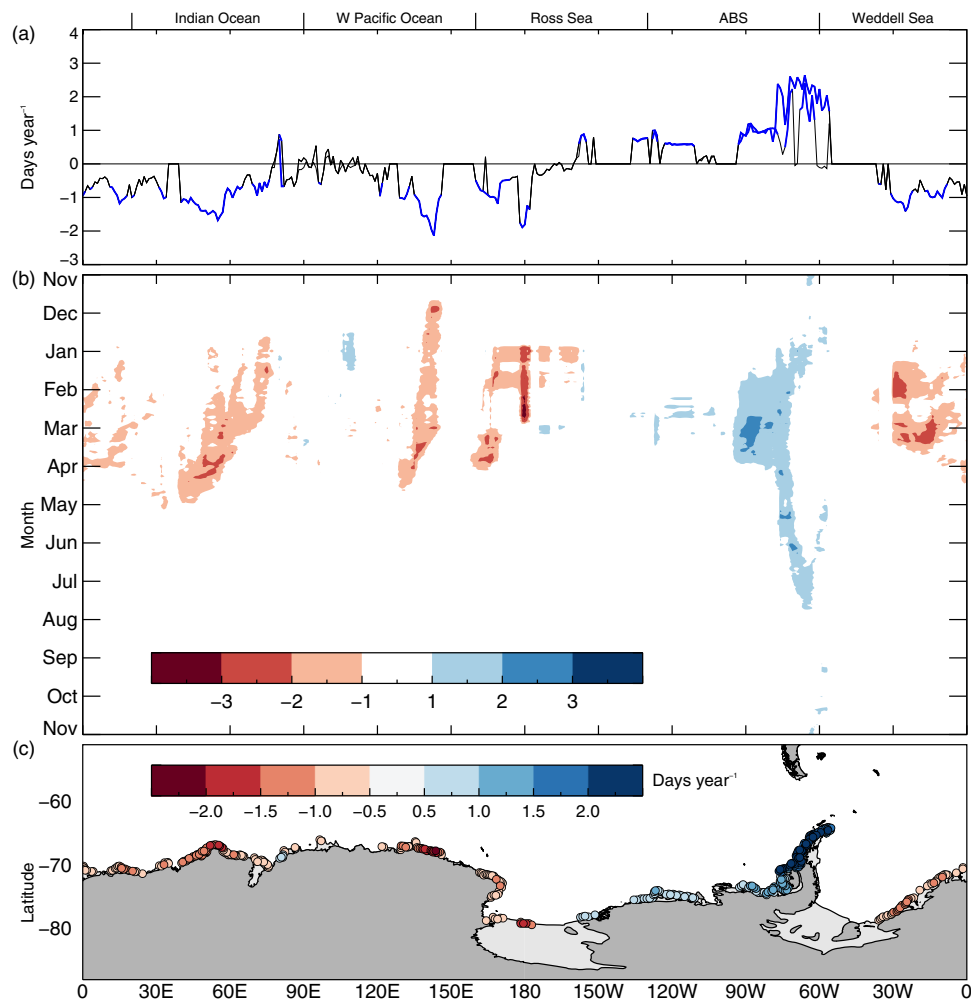 Indian Ocean W Pacific Ocean Ross Sea ABS Weddell Sea
(a)
4
3
2
1
0
−1
−2
−3
Days year⁻¹
(b)
Nov
Dec
Jan
Feb
Mar
Apr
May
Jun
Jul
Aug
Sep
Oct
Nov
Month
−3 −2 −1 1 2 3
(c)
Days year⁻¹
−2.0 −1.5 −1.0 −0.5 0.5 1.0 1.5 2.0
−60
−70
−80
Latitude
0 30E 60E 90E 120E 150E 180 150W 120W 90W 60W 30W 0